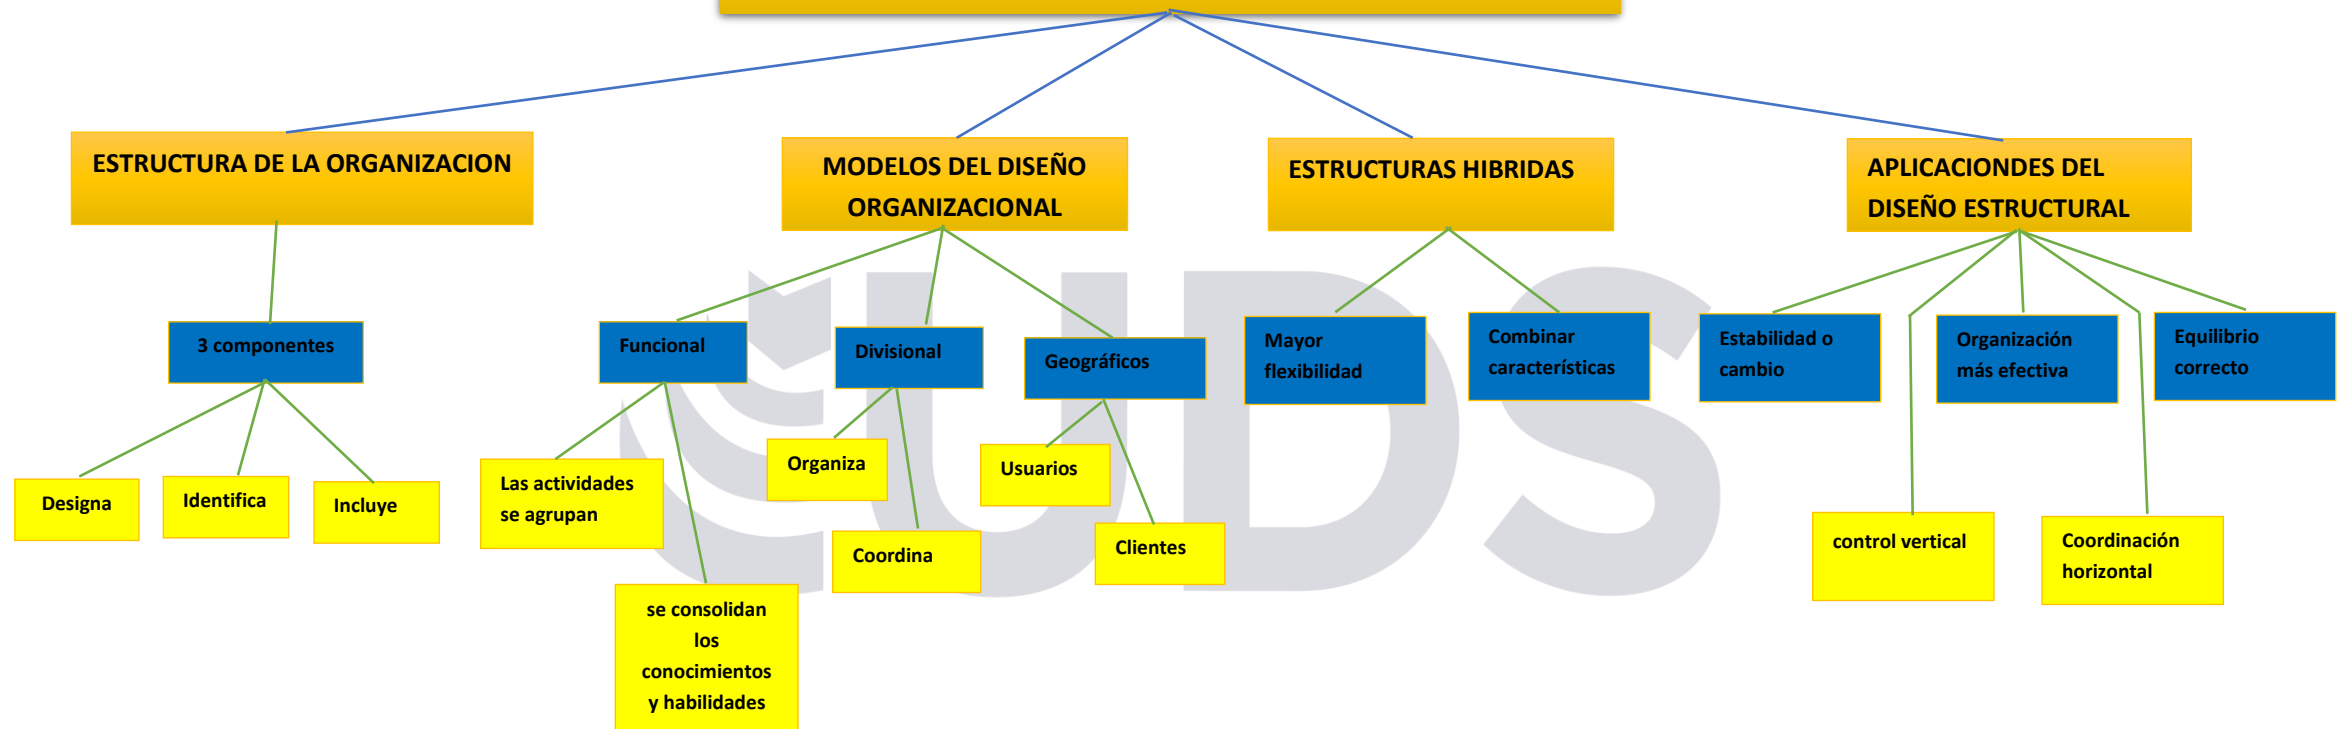 ESTRUCTURA DE LA ORGANIZACION
MODELOS DEL DISEÑO
ORGANIZACIONAL
ESTRUCTURAS HIBRIDAS
APLICACIONDES DEL
DISEÑO ESTRUCTURAL
3 componentes
Funcional
Divisional
Geográficos
Mayor
flexibilidad
Combinar
características
Estabilidad o
cambio
Organización
más efectiva
Equilibrio
correcto
Designa
Identifica
Incluye
Las actividades
se agrupan
se consolidan
los
conocimientos
y habilidades
Organiza
Coordina
Usuarios
Clientes
control vertical
Coordinación
horizontal
UDS